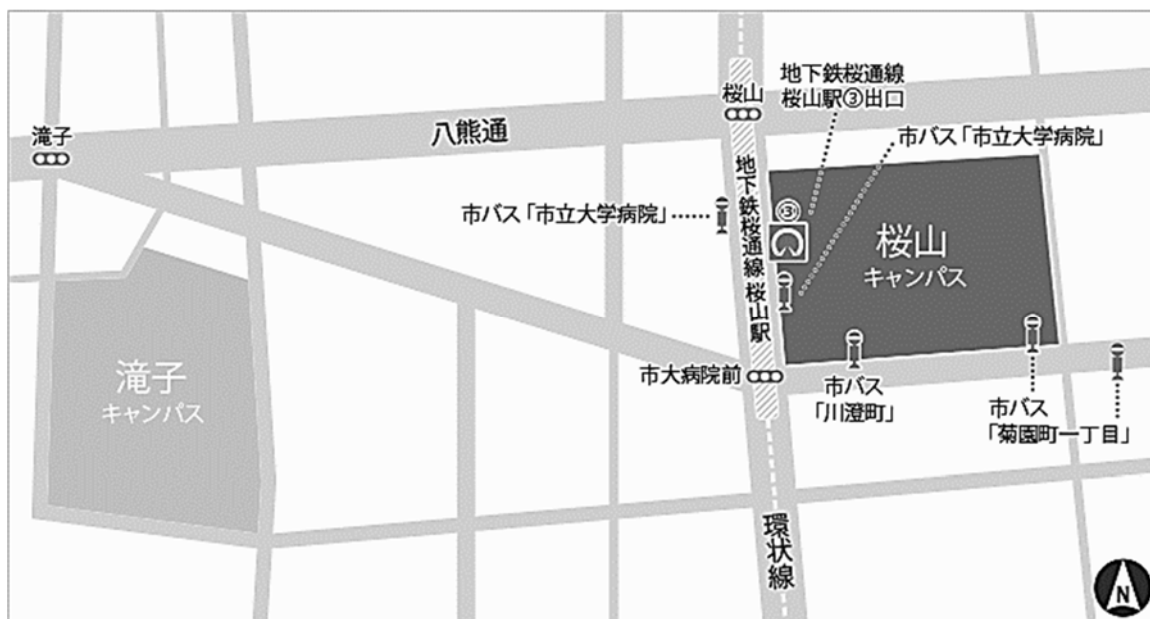 地下鉄桜通線
桜山駅③出口
桜山
滝子
八熊通
市バス「市立大学病院」
市バス「市立大学病院」
③
地下鉄桜通線 桜山駅
桜山
キャンパス
滝子
キャンパス
市大病院前
市バス
「川澄町」
市バス
「菊園町一丁目」
環状線
N